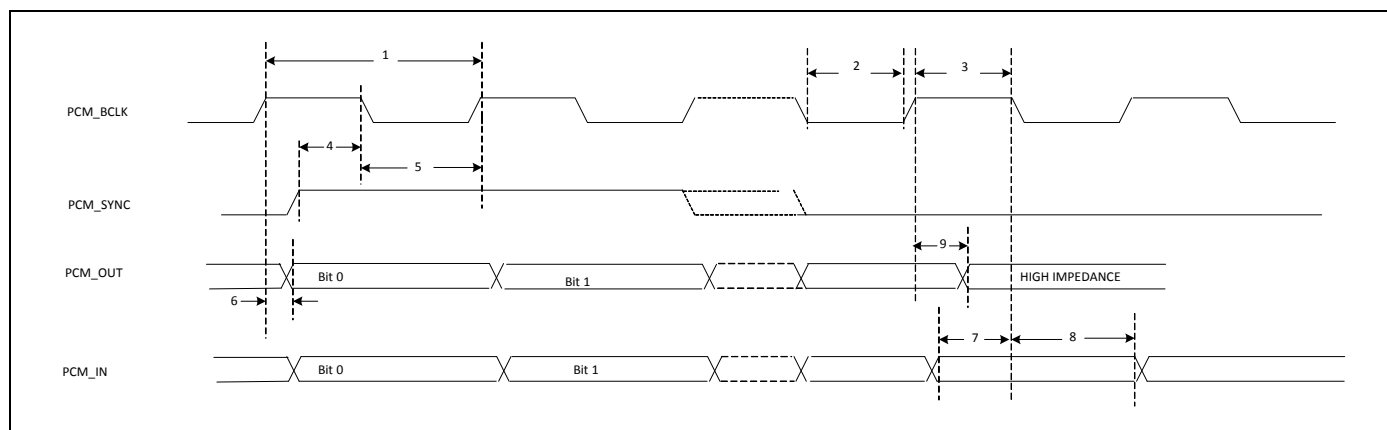 1
2
3
PCM_BCLK
4
5
PCM_SYNC
9
PCM_OUT
Bit 0
Bit 1
HIGH IMPEDANCE
6
7
8
PCM_IN
Bit 0
Bit 1